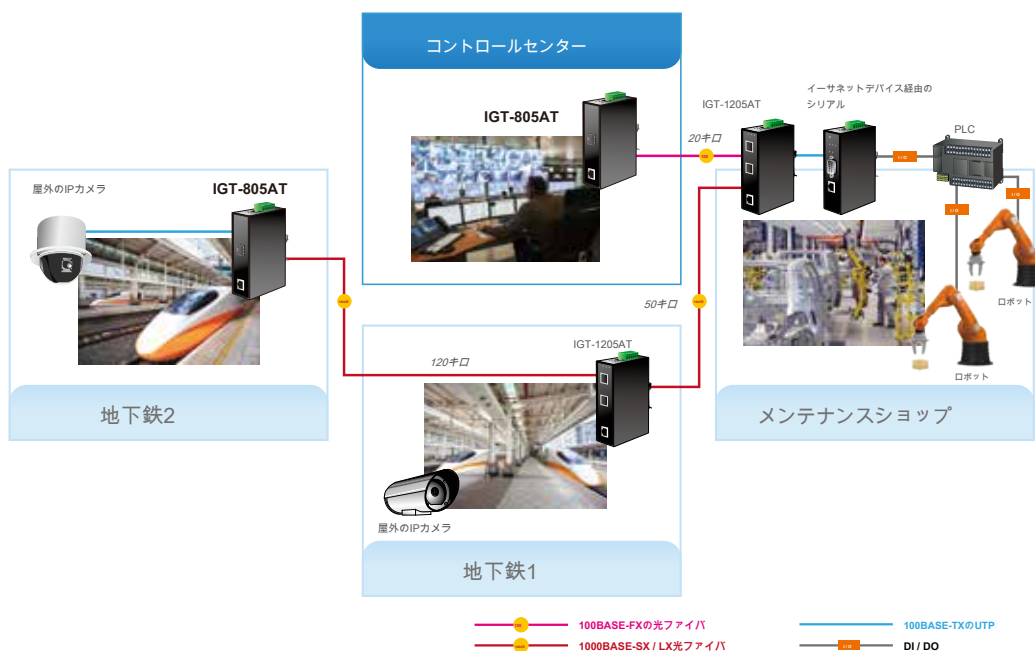 コントロールセンター
IGT-805AT
20キロ
IGT-1205AT
イーサネットデバイス経由の
シリアル
PLC
屋外のIPカメラ
IGT-805AT
50キロ
ロボット
ロボット
120キロ
IGT-1205AT
地下鉄2
メンテナンスショップ
屋外のIPカメラ
地下鉄1
100BASE-FXの光ファイバ
100BASE-TXのUTP
1000BASE-SX / LX光ファイバ
DI / DO